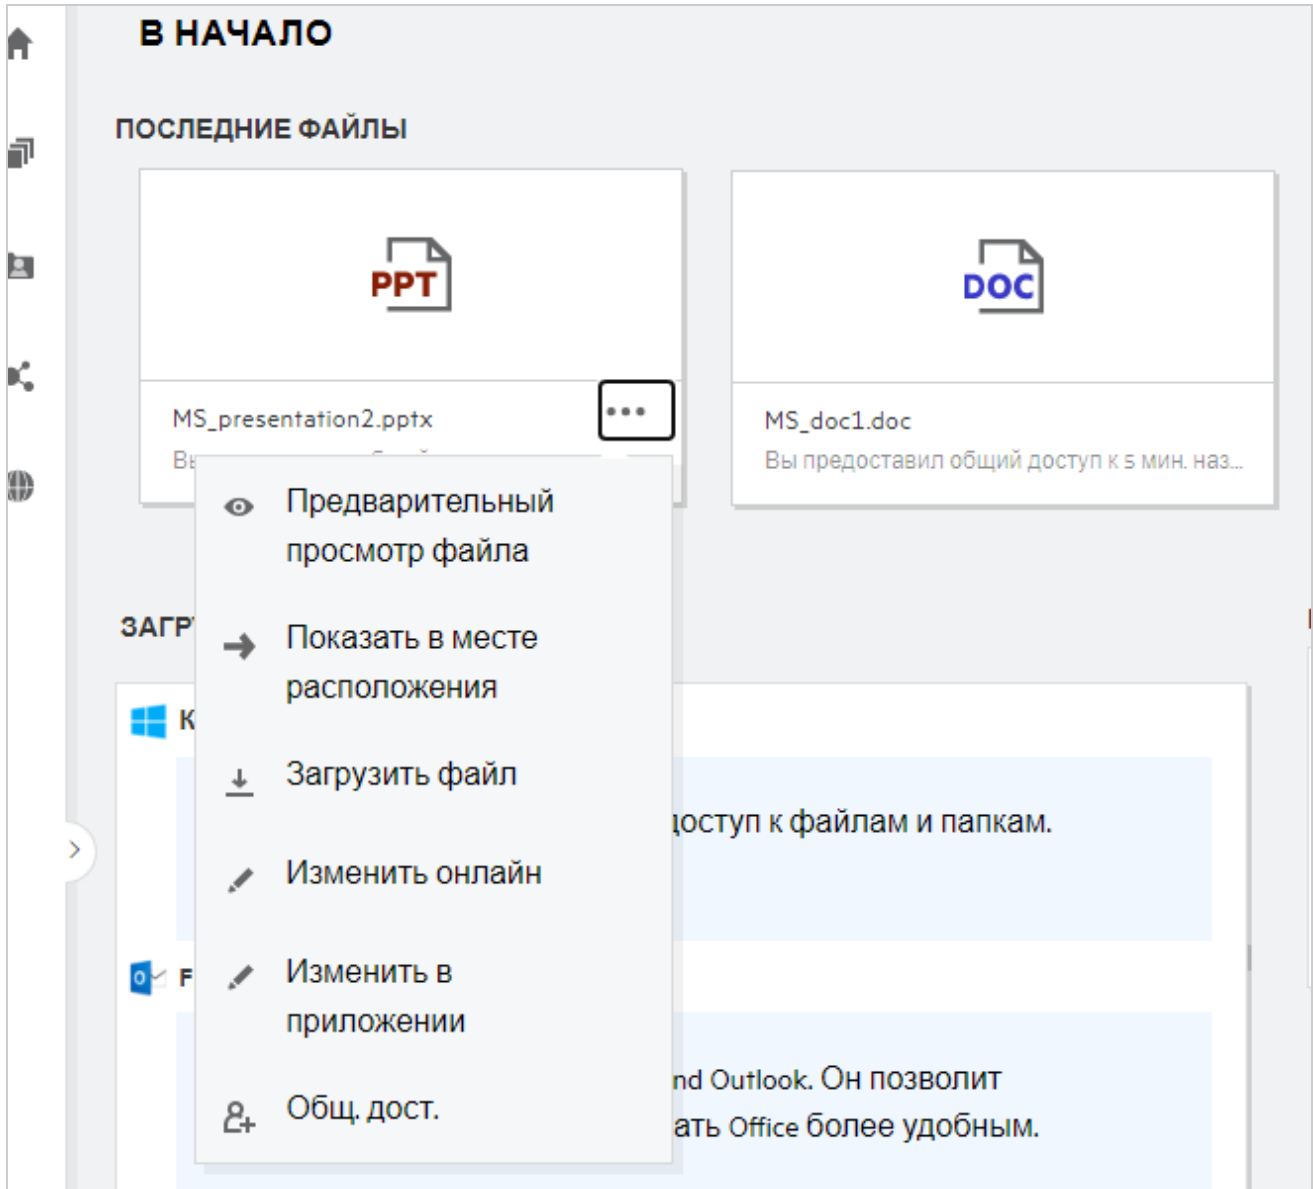 В НАЧАЛО
ПОСЛЕДНИЕ ФАЙЛЫ
PPT
DOC
MS_presentation2.pptx
MS_doc1.doc
Вы предоставил общий доступ к 5 мин. наз...
Предварительный
просмотр файла
Показать в месте
расположения
Загрузить файл
доступ к файлам и папкам.
Изменить онлайн
Изменить в
приложении
nd Outlook. Он позволит
Общ. дост.
ать Office более удобным.